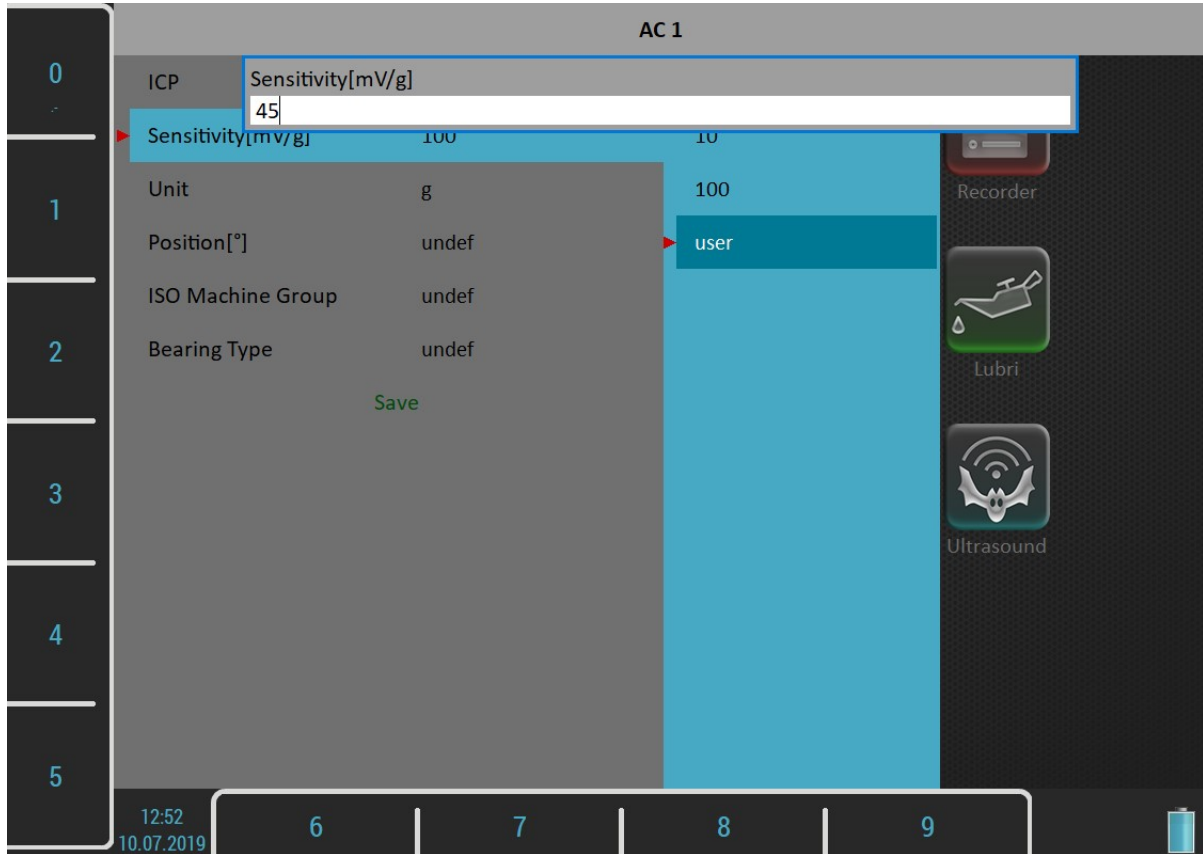 AC 1
0
.-
ICP
Sensitivity[mV/g]
45
Sensitivity[mV/g] 100 10
Unit g 100
Recorder
1
Position[°] undef user
ISO Machine Group undef
Bearing Type undef
2
Lubri
Save
3
Ultrasound
4
5
12:52
10.07.2019
6 7 8 9